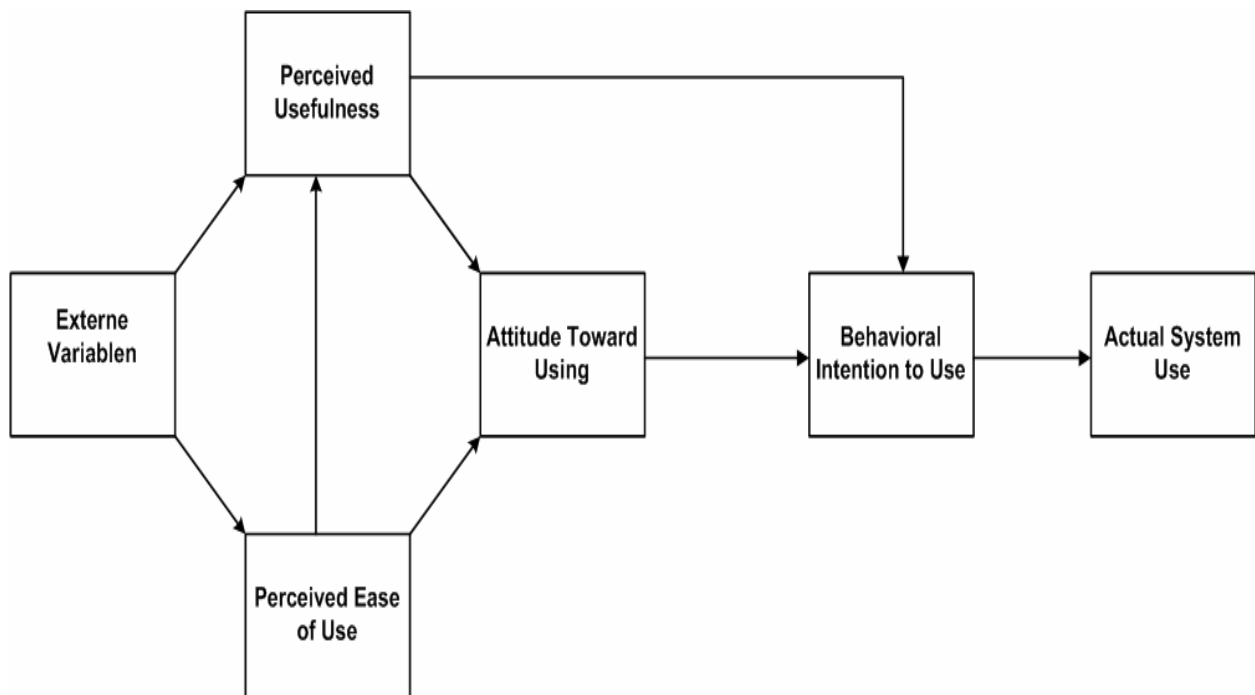 Perceived
Usefulness
Externe
Variablen
Attitude Toward
Using
Behavioral
Intention to Use
Actual System
Use
Perceived Ease
of Use